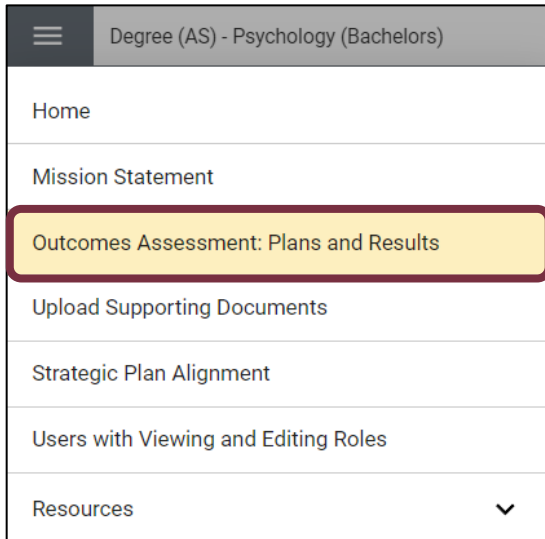 Degree (AS) - Psychology (Bachelors)
Home
Mission Statement
Outcomes Assessment: Plans and Results
Upload Supporting Documents
Strategic Plan Alignment
Users with Viewing and Editing Roles
Resources